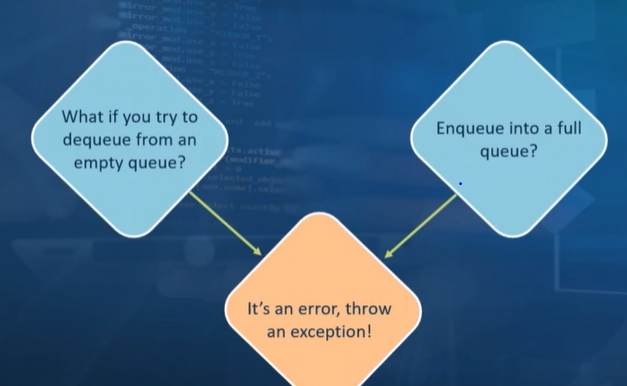 What if you try to
dequeue from an
empty queue?
Enqueue into a full
queue?
It's an error, throw
an exception!